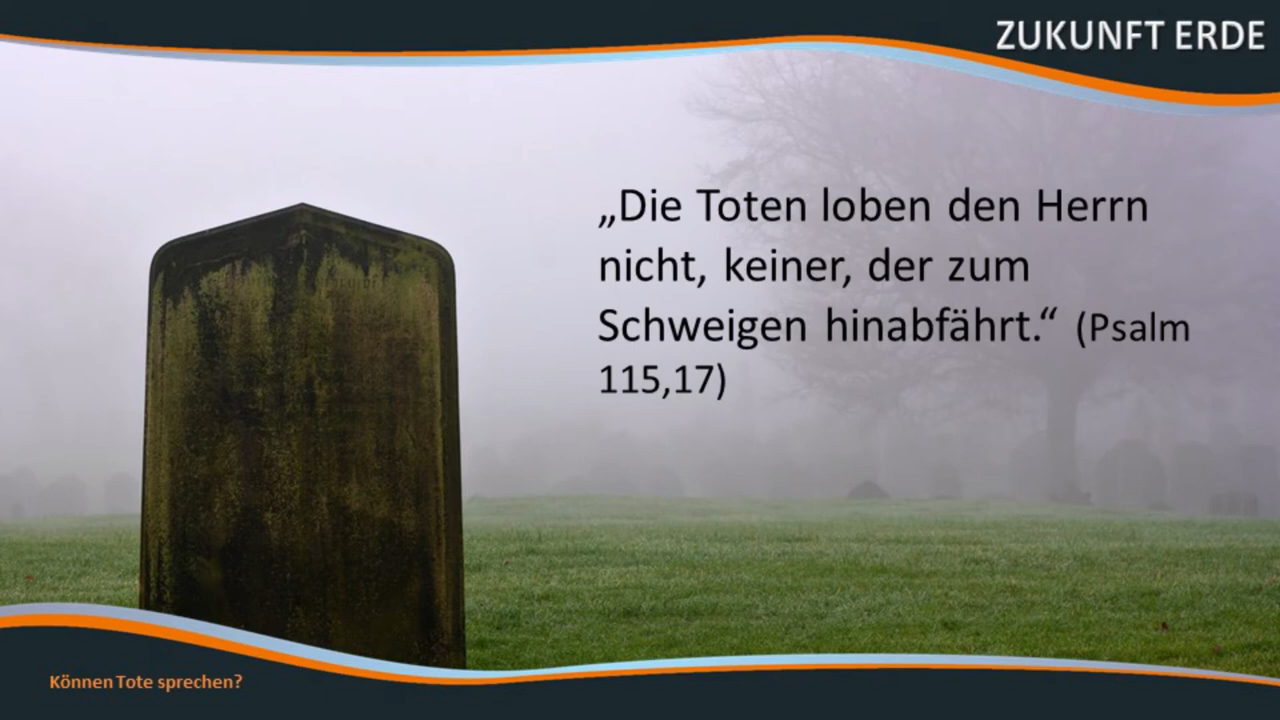 ZUKUNFT ERDE
„Die Toten loben den Herrn
nicht, keiner, der zum
Schweigen hinabfährt.“ (Psalm
115,17)
Können Tote sprechen?